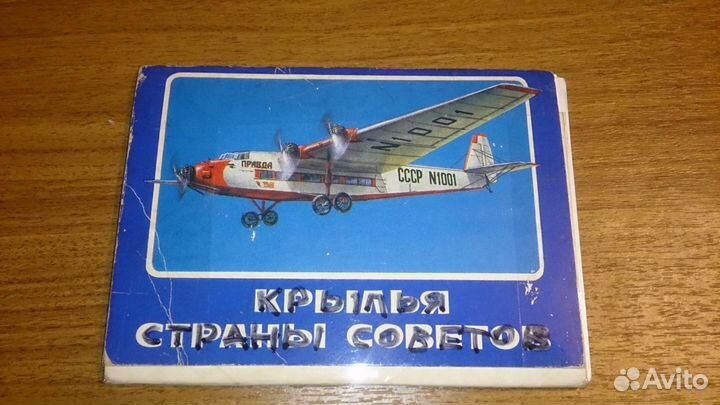 N1001
ПРАВДА
СССР N1001
КРЫЛЬЯ
СТРАНЫ СОВЕТОВ
Avito